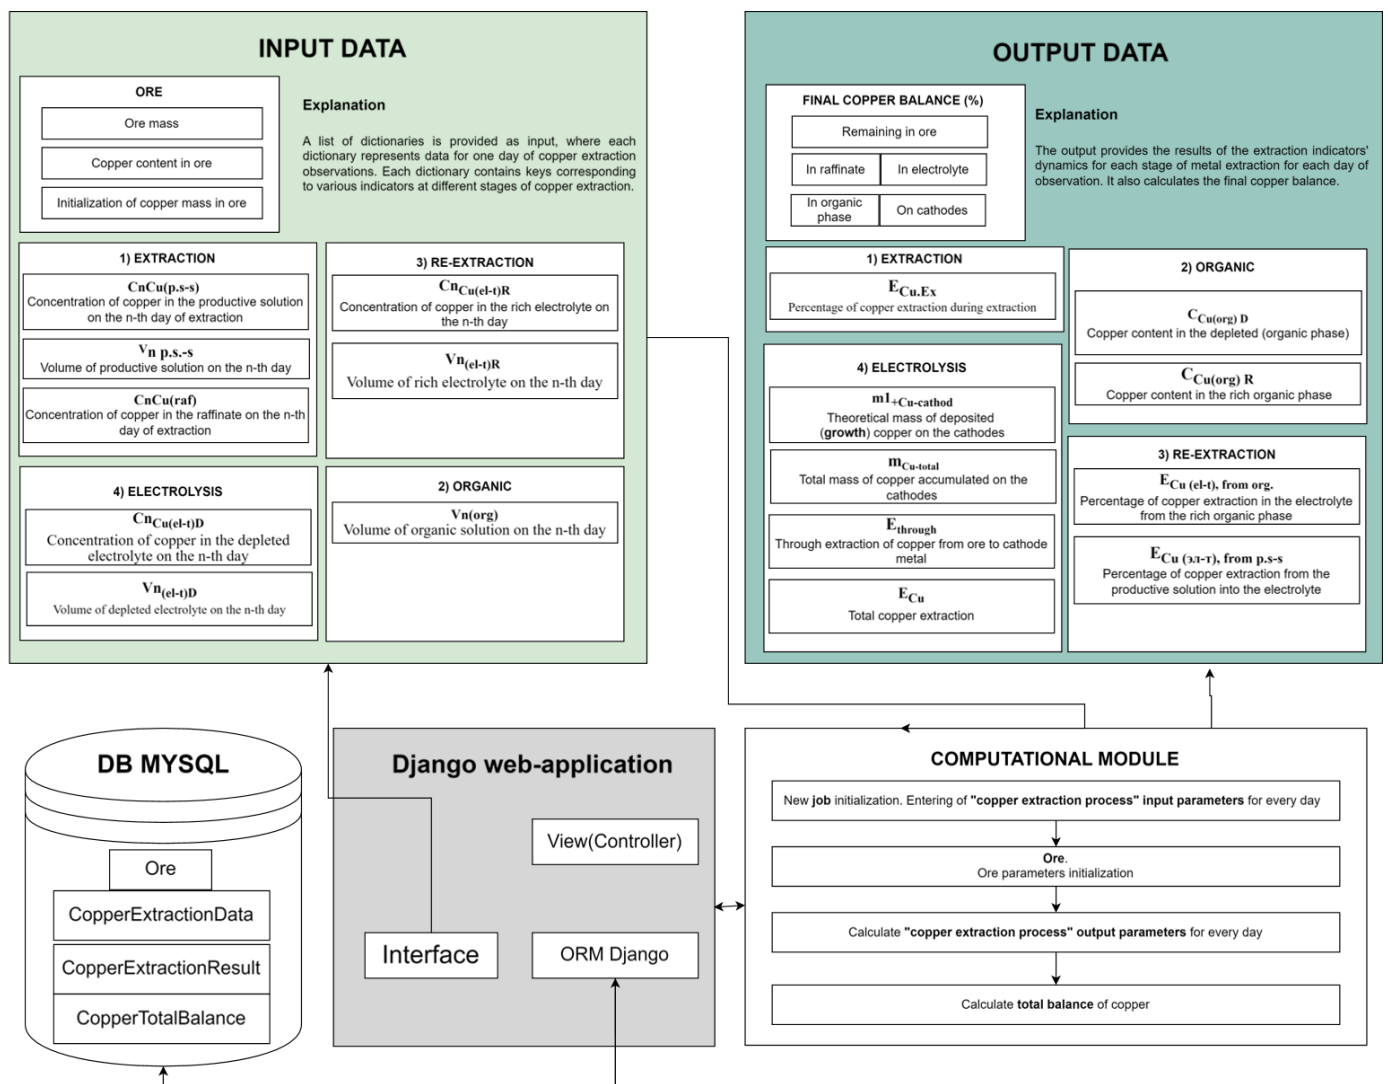 INPUT DATA
ORE
Ore mass
Copper content in ore
Initialization of copper mass in ore
Explanation
A list of dictionaries is provided as input, where each
dictionary represents data for one day of copper extraction
observations. Each dictionary contains keys corresponding
to various indicators at different stages of copper extraction.
1) EXTRACTION
CnCu(p.s-s)
Concentration of copper in the productive solution
on the n-th day of extraction
Vn p.s.-s
Volume of productive solution on the n-th day
CnCu(raf)
Concentration of copper in the raffinate on the n-th
day of extraction
3) RE-EXTRACTION
CnCu(el-t)R
Concentration of copper in the rich electrolyte on
the n-th day
Vn(el-t)R
Volume of rich electrolyte on the n-th day
4) ELECTROLYSIS
CnCu(el-t)D
Concentration of copper in the depleted
electrolyte on the n-th day
Vn(el-t)D
Volume of depleted electrolyte on the n-th day
2) ORGANIC
Vn(org)
Volume of organic solution on the n-th day
OUTPUT DATA
FINAL COPPER BALANCE (%)
Remaining in ore
In raffinate
In electrolyte
In organic
phase
On cathodes
Explanation
The output provides the results of the extraction indicators'
dynamics for each stage of metal extraction for each day of
observation. It also calculates the final copper balance.
1) EXTRACTION
ECu.Ex
Percentage of copper extraction during extraction
2) ORGANIC
CCu(org) D
Copper content in the depleted (organic phase)
CCu(org) R
Copper content in the rich organic phase
4) ELECTROLYSIS
m1+Cu-cathod
Theoretical mass of deposited
(growth) copper on the cathodes
mCu-total
Total mass of copper accumulated on the
cathodes
Ethrough
Through extraction of copper from ore to cathode
metal
ECu
Total copper extraction
3) RE-EXTRACTION
ECu (el-t), from org.
Percentage of copper extraction in the electrolyte
from the rich organic phase
ECu (эл-т), from p.s-s
Percentage of copper extraction from the
productive solution into the electrolyte
DB MYSQL
Ore
CopperExtractionData
CopperExtractionResult
CopperTotalBalance
Django web-application
View(Controller)
Interface
ORM Django
COMPUTATIONAL MODULE
New job initialization. Entering of "copper extraction process" input parameters for every day
Ore.
Ore parameters initialization
Calculate "copper extraction process" output parameters for every day
Calculate total balance of copper